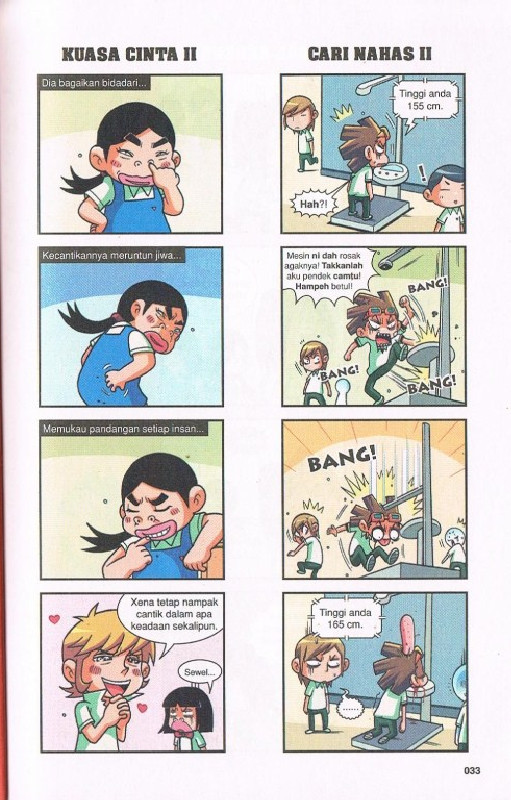 KUASA CINTA II
Dia bagaikan bidadari...
Kecantikannya meruntun jiwa...
Memukau pandangan setiap insan...
Xena tetap nampak
cantik dalam apa
keadaan sekalipun.
Sewel...
CARI NAHAS II
Tinggi anda
155 cm.
!
Hah?!
Mesin ni dah rosak
agaknya! Takkanlah
aku pendek camtu!
Hampeh betul!
BANG!
BANG!
BANG!
BANG!
Tinggi anda
165 cm.
......
033